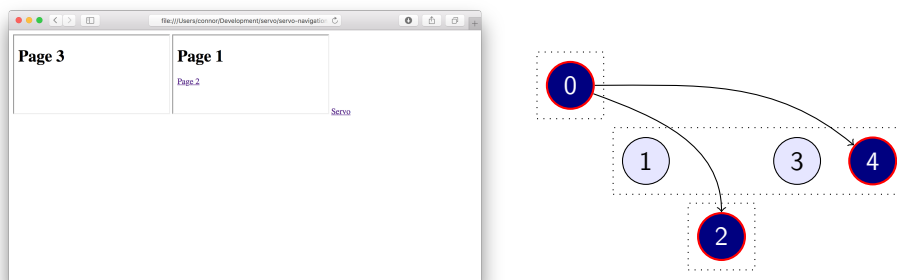 file:///Users/connor/Development/servo/servo-navigation
Page 3
Page 1
Page 2
Servo
0
1
3
4
2